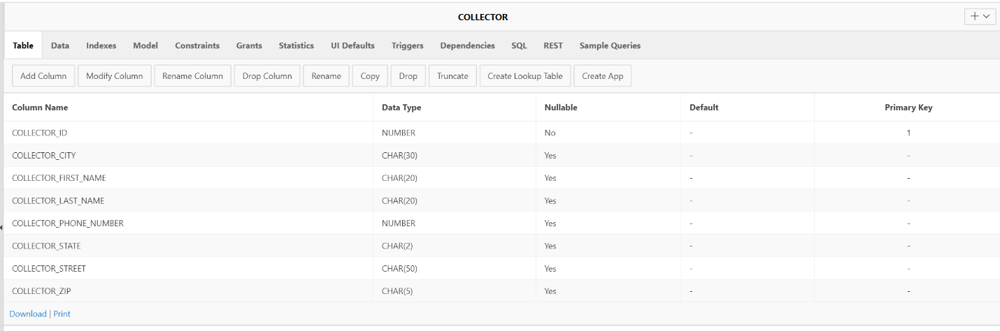 COLLECTOR
Table Data Indexes Model Constraints Grants Statistics UI Defaults Triggers Dependencies SQL REST Sample Queries
Add Column Modify Column Rename Column Drop Column Rename Copy Drop Truncate Create Lookup Table Create App
Column Name Data Type Nullable Default Primary Key
COLLECTOR_ID NUMBER No - 1
COLLECTOR_CITY CHAR(30) Yes - -
COLLECTOR_FIRST_NAME CHAR(20) Yes - -
COLLECTOR_LAST_NAME CHAR(20) Yes - -
COLLECTOR_PHONE_NUMBER NUMBER Yes - -
COLLECTOR_STATE CHAR(2) Yes - -
COLLECTOR_STREET CHAR(50) Yes - -
COLLECTOR_ZIP CHAR(5) Yes - -
Download | Print